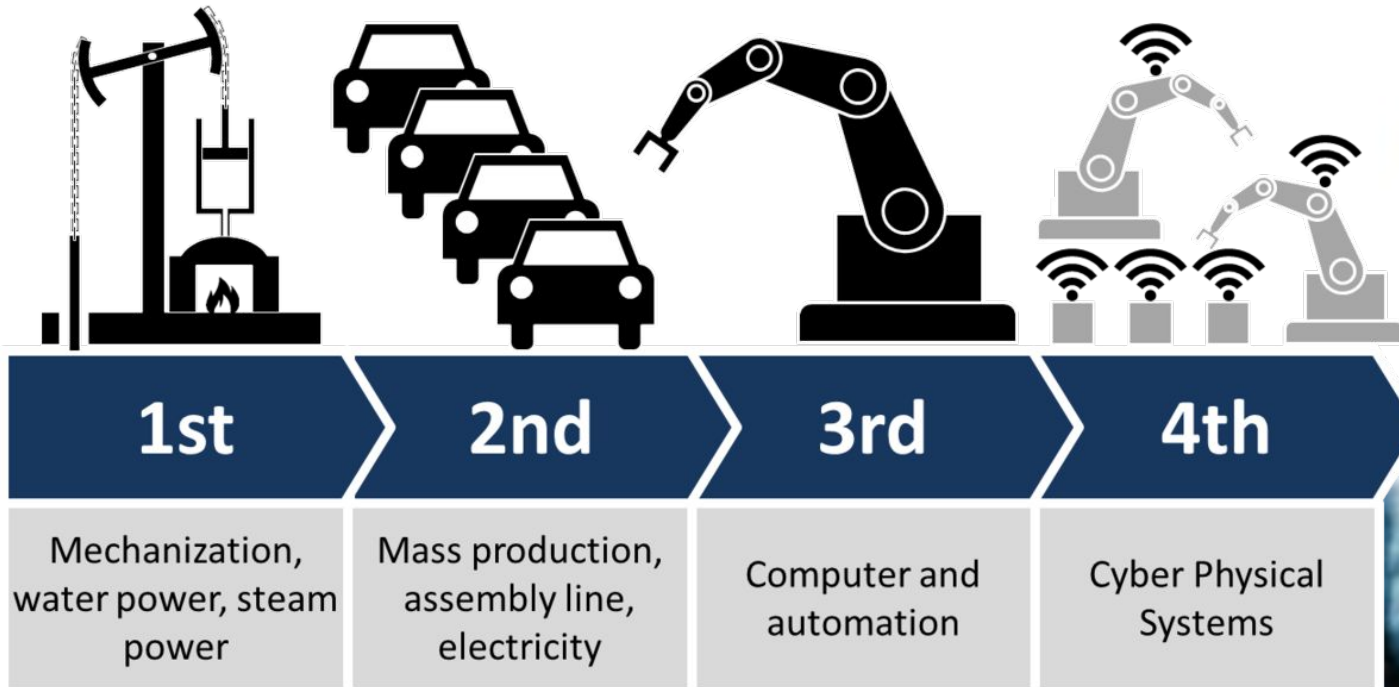 1st
2nd
3rd
4th
Mechanization,
water power, steam
power
Mass production,
assembly line,
electricity
Computer and
automation
Cyber Physical
Systems